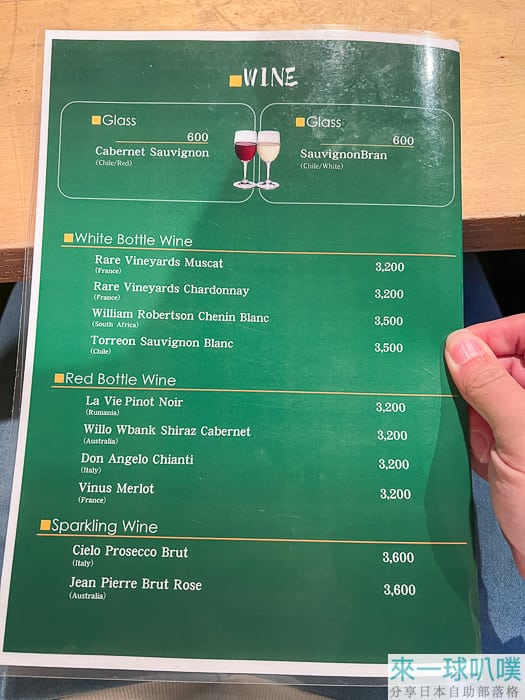 WINE
Glass
600
Cabernet Sauvignon
(Chile/Red)
Glass
600
SauvignonBran
(Chile/White)
White Bottle Wine
Rare Vineyards Muscat 3,200
(France)
Rare Vineyards Chardonnay 3,200
(France)
William Robertson Chenin Blanc 3,500
(South Africa)
Torreon Sauvignon Blanc 3,500
(Chile)
Red Bottle Wine
La Vie Pinot Noir 3,200
(Rumania)
Willo Wbank Shiraz Cabernet 3,200
(Australia)
Don Angelo Chianti 3,200
(Italy)
Vinus Merlot 3,200
(France)
Sparkling Wine
Cielo Prosecco Brut 3,600
(Italy)
Jean Pierre Brut Rose 3,600
(Australia)
來一球叭噗
分享日本自助部落格